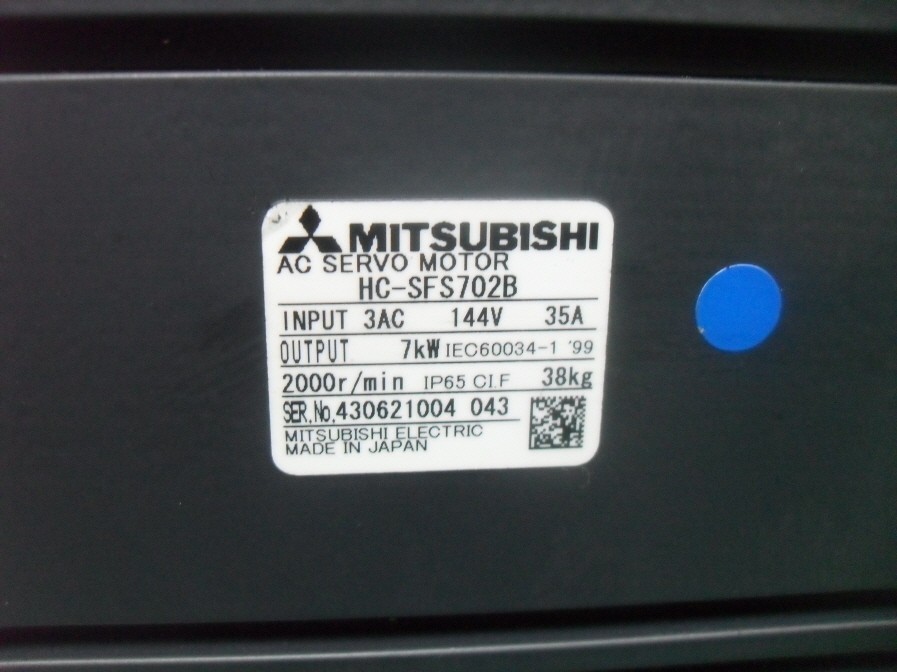 MITSUBISHI
AC SERVO MOTOR
HC-SFS702B
INPUT 3AC 144V 35A
OUTPUT 7kW IEC60034-1 '99
2000r/min IP65 CI.F 38kg
SER.No.430621004 043
MITSUBISHI ELECTRIC
MADE IN JAPAN